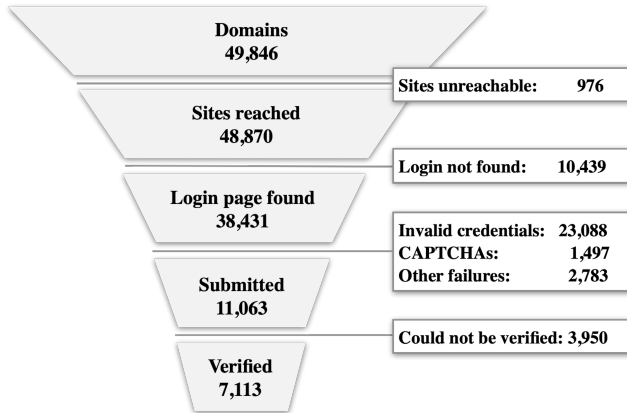 Domains
49,846
Sites unreachable: 976
Sites reached
48,870
Login not found: 10,439
Login page found
38,431
Invalid credentials: 23,088
CAPTCHAs: 1,497
Other failures: 2,783
Submitted
11,063
Could not be verified: 3,950
Verified
7,113